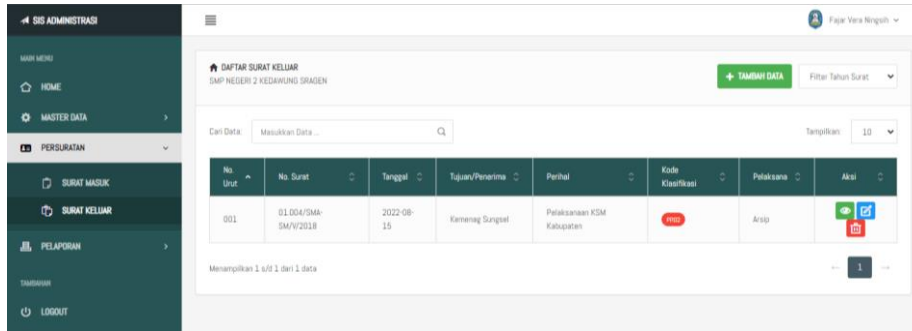 SIS ADMINISTRASI
Fajar Vera Ningsih
MAIN MENU
HOME
MASTER DATA
PERSURATAN
SURAT MASUK
SURAT KELUAR
PELAPORAN
TAMBAHAN
LOGOUT
DAFTAR SURAT KELUAR
SMP NEGERI 2 KEDAWUNG SRAGEN
+ TAMBAH DATA
Filter Tahun Surat
Cari Data:
Masukkan Data ...
Tampilkan:
10
No. Urut
No. Surat
Tanggal
Tujuan/Penerima
Perihal
Kode Klasifikasi
Pelaksana
Aksi
001
01.004/SMA-
SM/V/2018
2022-08-
15
Kemenag Sungsel
Pelaksanaan KSM
Kabupaten
Arsip
Menampilkan 1 s/d 1 dari 1 data
← 1 →